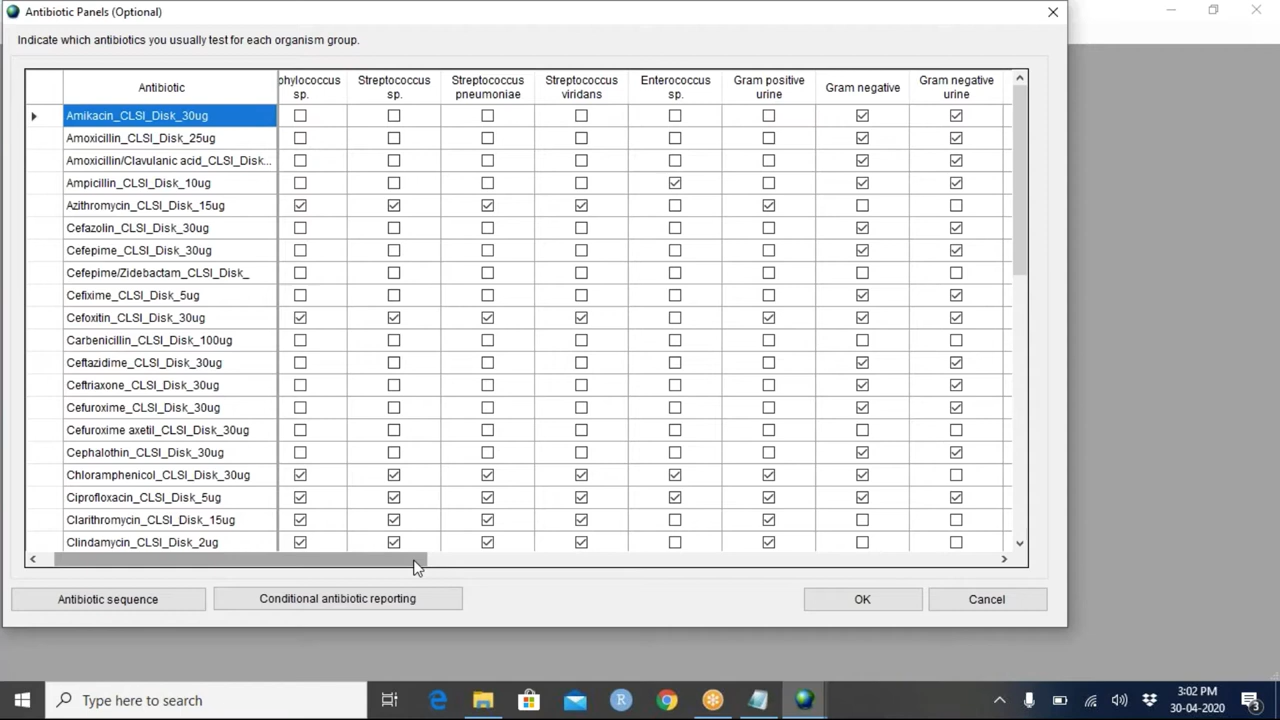 Antibiotic Panels (Optional)
Indicate which antibiotics you usually test for each organism group.
Antibiotic
phylococcus sp.
Streptococcus sp.
Streptococcus pneumoniae
Streptococcus viridans
Enterococcus sp.
Gram positive urine
Gram negative
Gram negative urine
Amikacin_CLSI_Disk_30ug
Amoxicillin_CLSI_Disk_25ug
Amoxicillin/Clavulanic acid_CLSI_Disk...
Ampicillin_CLSI_Disk_10ug
Azithromycin_CLSI_Disk_15ug
Cefazolin_CLSI_Disk_30ug
Cefepime_CLSI_Disk_30ug
Cefepime/Zidebactam_CLSI_Disk_
Cefixime_CLSI_Disk_5ug
Cefoxitin_CLSI_Disk_30ug
Carbenicillin_CLSI_Disk_100ug
Ceftazidime_CLSI_Disk_30ug
Ceftriaxone_CLSI_Disk_30ug
Cefuroxime_CLSI_Disk_30ug
Cefuroxime axetil_CLSI_Disk_30ug
Cephalothin_CLSI_Disk_30ug
Chloramphenicol_CLSI_Disk_30ug
Ciprofloxacin_CLSI_Disk_5ug
Clarithromycin_CLSI_Disk_15ug
Clindamycin_CLSI_Disk_2ug
Antibiotic sequence
Conditional antibiotic reporting
OK
Cancel
Type here to search
R
3:02 PM
30-04-2020
3